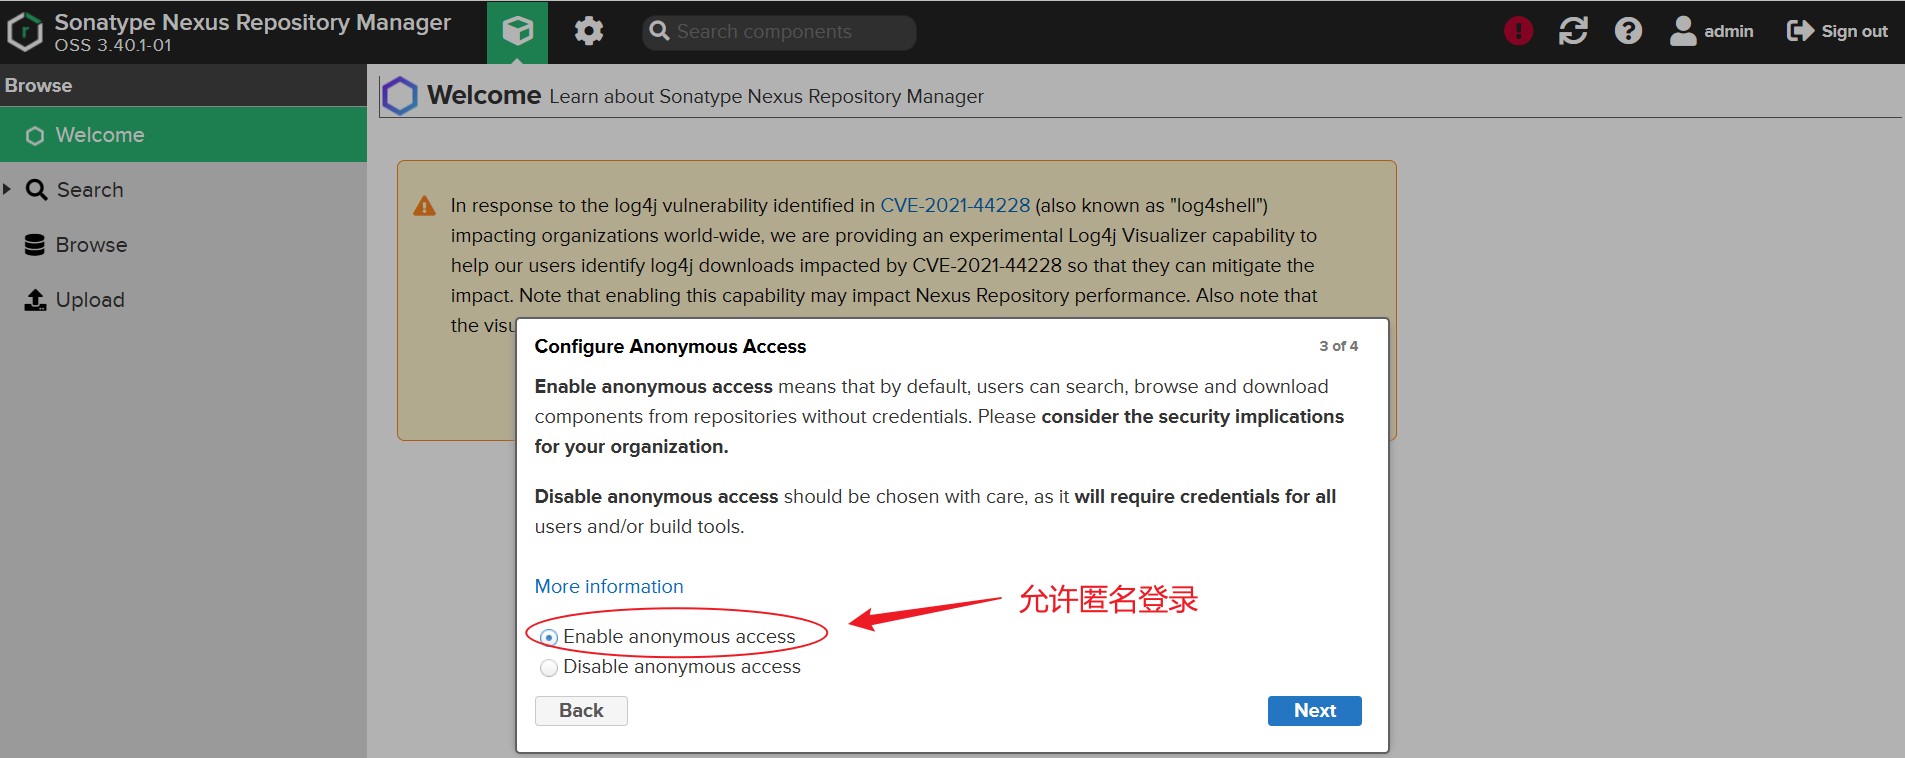 Sonatype Nexus Repository Manager
OSS 3.40.1-01
Search components
admin
Sign out
Browse
Welcome
Search
Browse
Upload
Welcome Learn about Sonatype Nexus Repository Manager
In response to the log4j vulnerability identified in CVE-2021-44228 (also known as "log4shell")
impacting organizations world-wide, we are providing an experimental Log4j Visualizer capability to
help our users identify log4j downloads impacted by CVE-2021-44228 so that they can mitigate the
impact. Note that enabling this capability may impact Nexus Repository performance. Also note that
the visu
Configure Anonymous Access
3 of 4
Enable anonymous access means that by default, users can search, browse and download
components from repositories without credentials. Please consider the security implications
for your organization.
Disable anonymous access should be chosen with care, as it will require credentials for all
users and/or build tools.
More information
允许匿名登录
Enable anonymous access
Disable anonymous access
Back
Next